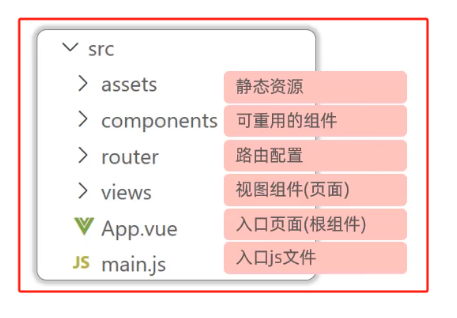 src
assets 静态资源
components 可重用的组件
router 路由配置
views 视图组件(页面)
App.vue 入口页面(根组件)
JS main.js 入口js文件